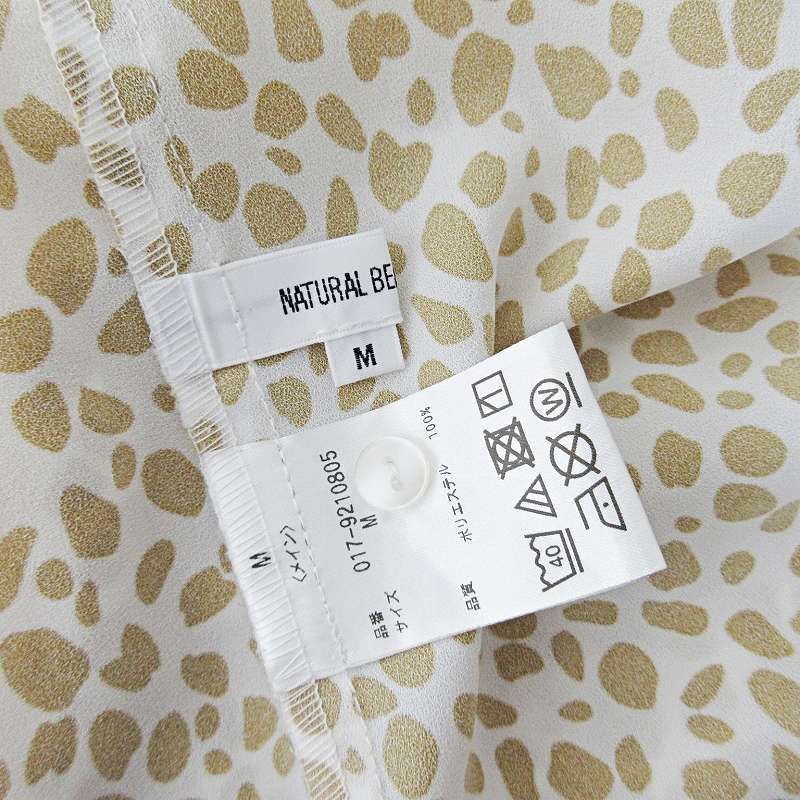 NATURAL BE
M
M
〈メイン〉
品番 017-9210805
サイズ M
品質 ポリエステル 100%
40
W